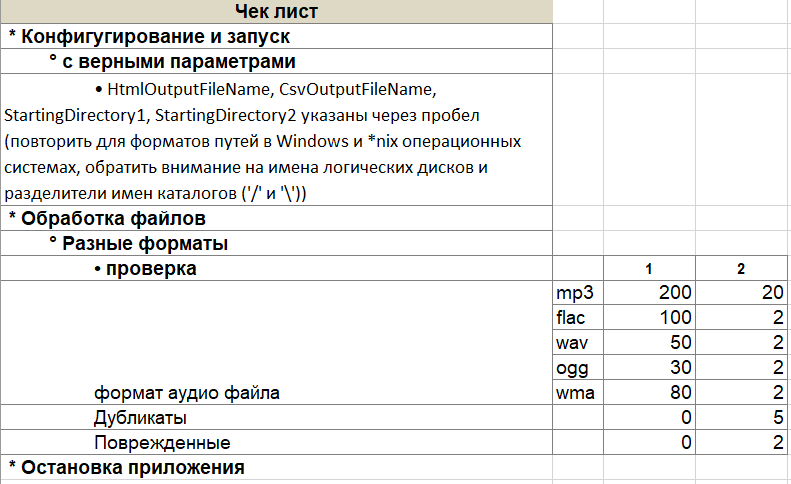 Чек лист
* Конфигугирование и запуск
° с верными параметрами
• HtmlOutputFileName, CsvOutputFileName,
StartingDirectory1, StartingDirectory2 указаны через пробел
(повторить для форматов путей в Windows и *nix операционных
системах, обратить внимание на имена логических дисков и
разделители имен каталогов ('/' и '\'))
* Обработка файлов
° Разные форматы
• проверка 1 2
mp3 200 20
flac 100 2
wav 50 2
ogg 30 2
формат аудио файла wma 80 2
Дубликаты 0 5
Поврежденные 0 2
* Остановка приложения